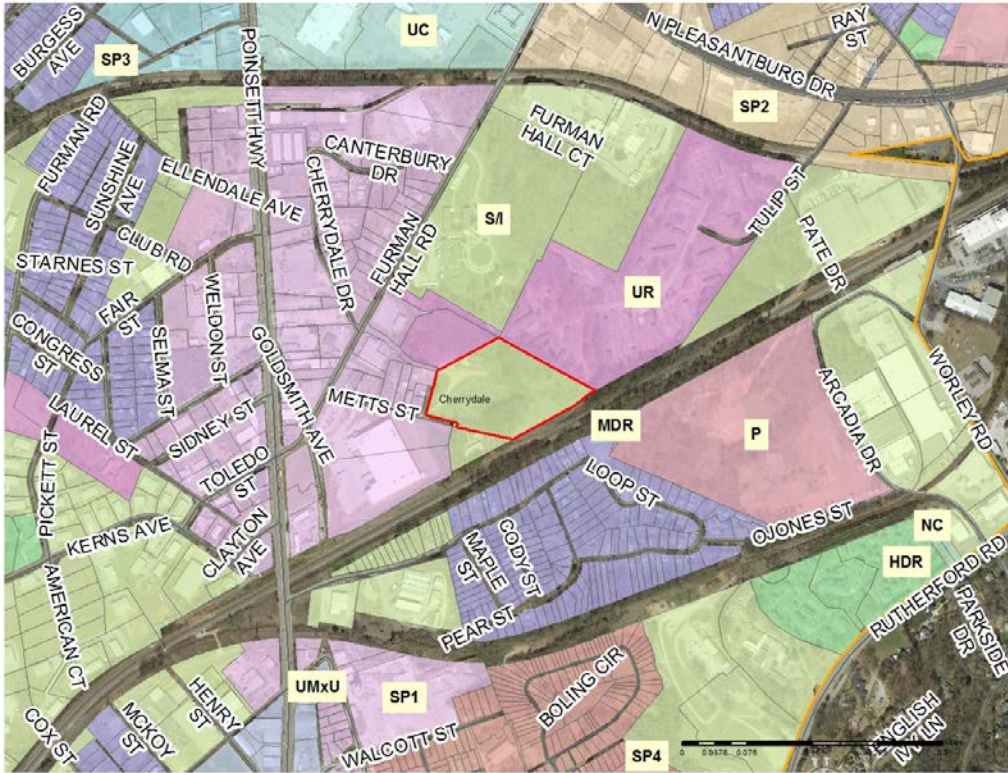 BURGESS
AVE
SP3
POINSETT HWY
UC
N PLEASANTBURG DR
RAY
ST
SP2
FURMAN RD
SUNSHINE
AVE
ELLENDALE AVE
CANTERBURY
DR
CHERRYDALE DR
FURMAN
HALL CT
FURMAN
HALL RD
S/I
TULIP ST
PATE DR
CLUB RD
STARNES ST
FAIR
ST
WELDON ST
UR
CONGRESS
ST
SELMA ST
GOLDSMITH AVE
METTS ST
Cherrydale
MDR
P
ARCADIA DR
WORLEY RD
LAUREL ST
SIDNEY ST
TOLEDO
ST
LOOP ST
PICKETT ST
KERNS AVE
CLAYTON
AVE
CODY ST
MAPLE
ST
OJONES ST
NC
HDR
AMERICAN CT
PEAR ST
RUTHERFORD RD
PARKSIDE
DR
UMxU
SP1
HENRY
ST
BOLING CIR
MCKOY
ST
COX ST
WALCOTT ST
SP4
ENGLISH
IVY LN